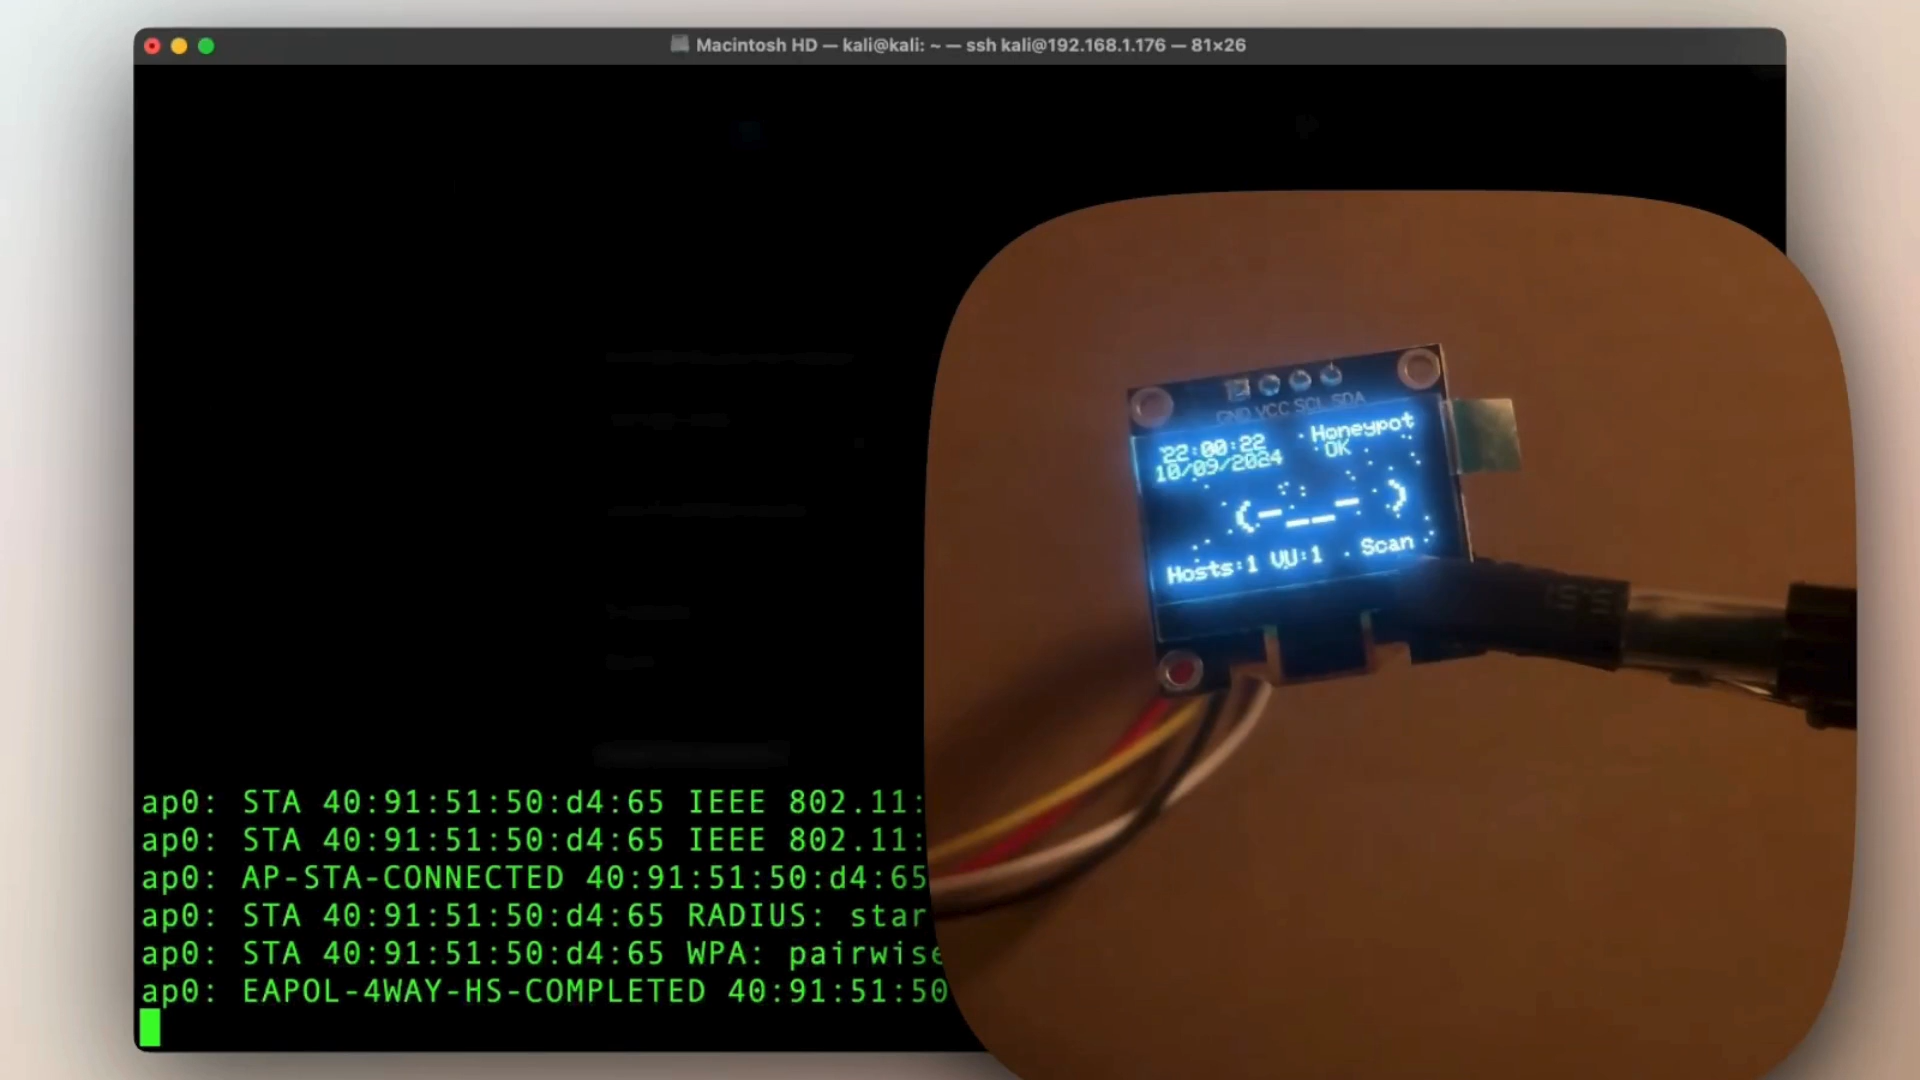 Macintosh HD — kali@kali: ~ — ssh kali@192.168.1.176 — 81×26
GND VCC SCL SDA
22:00:22
10/09/2024
Honeypot
OK
(-__- )
Hosts:1 VU:1
Scan
ap0: STA 40:91:51:50:d4:65 IEEE 802.11:
ap0: STA 40:91:51:50:d4:65 IEEE 802.11:
ap0: AP-STA-CONNECTED 40:91:51:50:d4:65
ap0: STA 40:91:51:50:d4:65 RADIUS: star
ap0: STA 40:91:51:50:d4:65 WPA: pairwise
ap0: EAPOL-4WAY-HS-COMPLETED 40:91:51:50